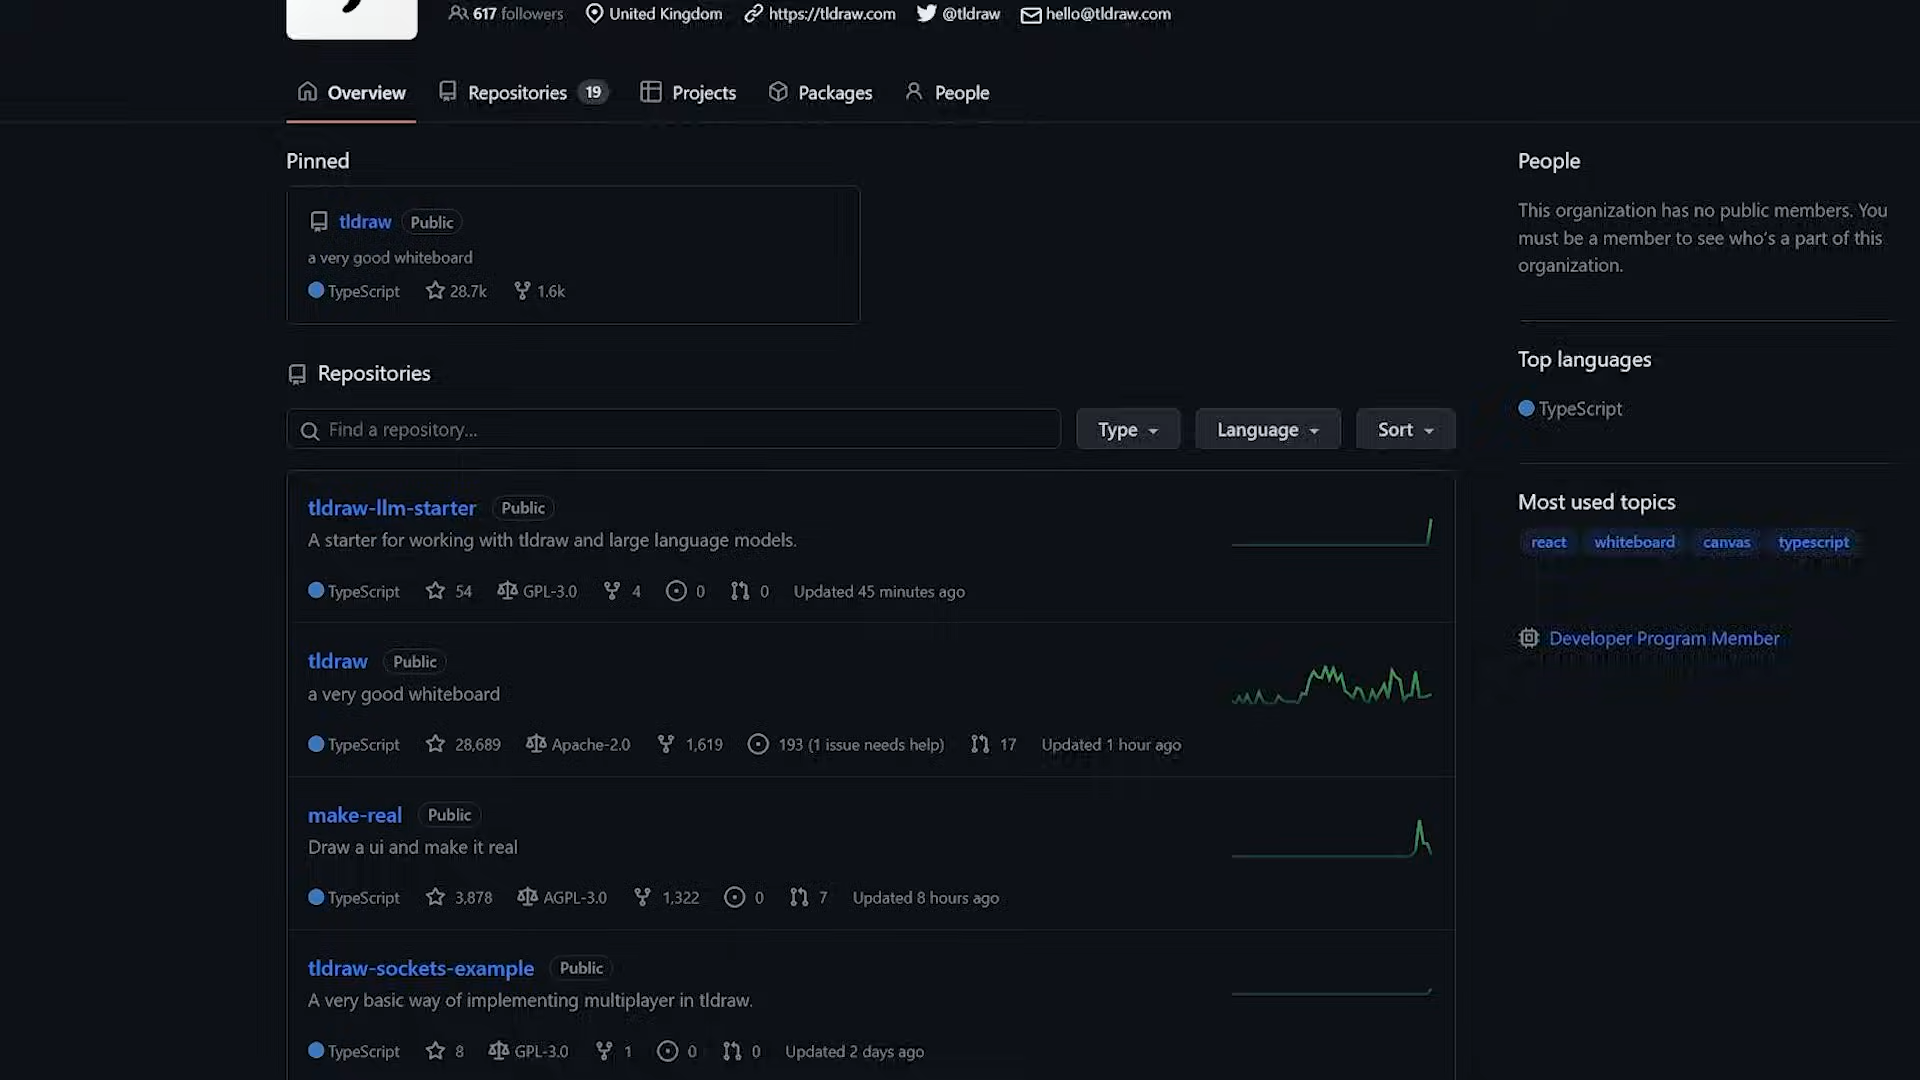 617 followers United Kingdom https://tldraw.com @tldraw hello@tldraw.com
Overview Repositories 19 Projects Packages People
Pinned
tldraw Public
a very good whiteboard
TypeScript 28.7k 1.6k
Repositories
Find a repository...
Type Language Sort
tldraw-llm-starter Public
A starter for working with tldraw and large language models.
TypeScript 54 GPL-3.0 4 0 0 Updated 45 minutes ago
tldraw Public
a very good whiteboard
TypeScript 28,689 Apache-2.0 1,619 193 (1 issue needs help) 17 Updated 1 hour ago
make-real Public
Draw a ui and make it real
TypeScript 3,878 AGPL-3.0 1,322 0 7 Updated 8 hours ago
tldraw-sockets-example Public
A very basic way of implementing multiplayer in tldraw.
TypeScript 8 GPL-3.0 1 0 0 Updated 2 days ago
People
This organization has no public members. You
must be a member to see who's a part of this
organization.
Top languages
TypeScript
Most used topics
react whiteboard canvas typescript
Developer Program Member